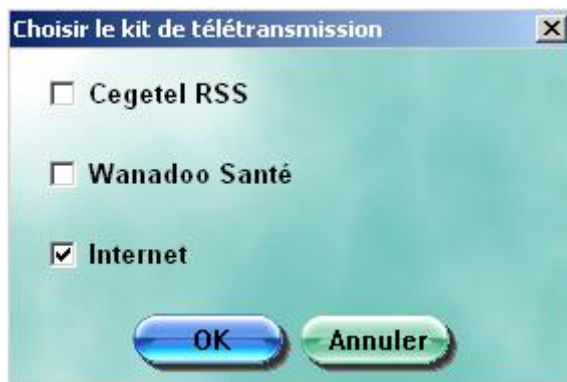 Choisir le kit de télétransmission
Cegetel RSS
Wanadoo Santé
Internet
OK
Annuler